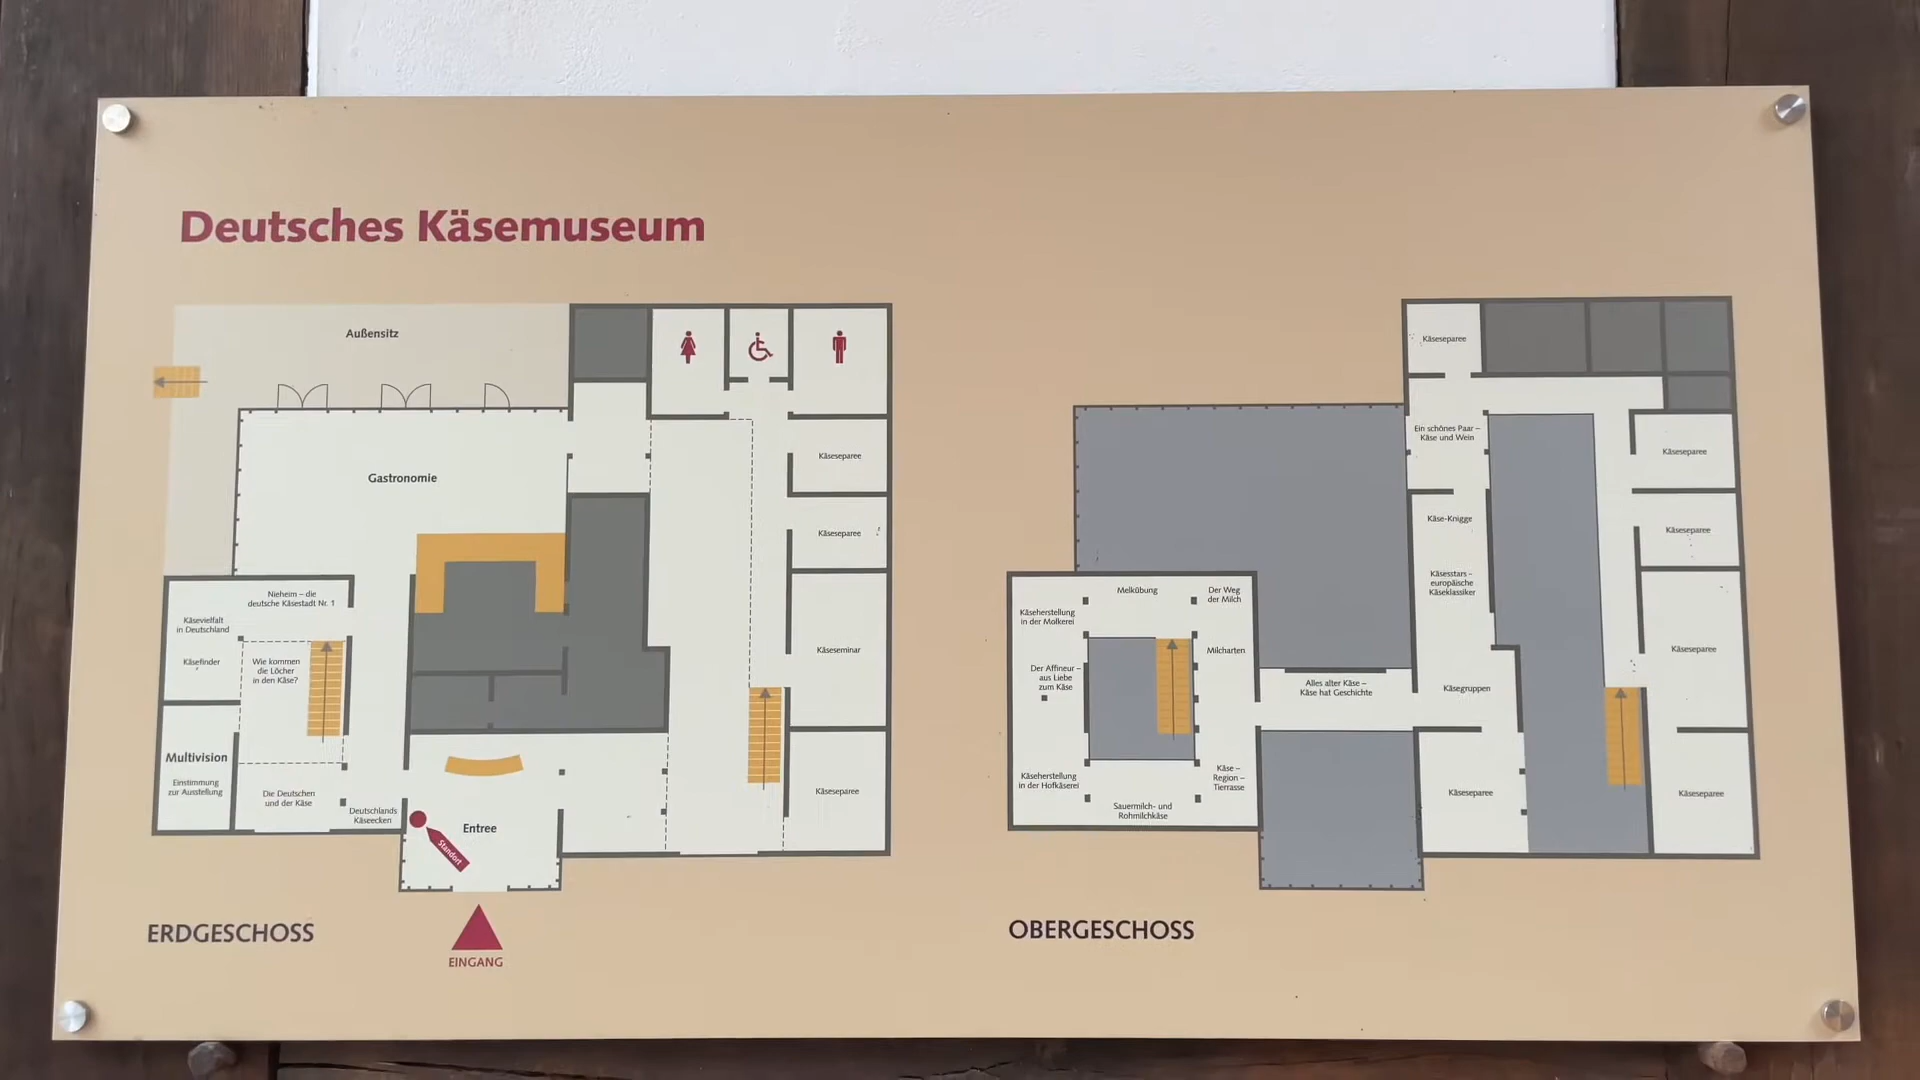 Deutsches Käsemuseum
Außensitz
Gastronomie
Käseseparee
Käseseparee
Nieheim – die
deutsche Käsestadt Nr. 1
Käsevielfalt
in Deutschland
Käsefinder
Wie kommen
die Löcher
in den Käse?
Käseseminar
Multivision
Einstimmung
zur Ausstellung
Die Deutschen
und der Käse
Deutschlands
Käseecken
Entree
Standort
Käseseparee
ERDGESCHOSS
EINGANG
Käseseparee
Ein schönes Paar –
Käse und Wein
Käseseparee
Käse-Knigge
Käseseparee
Käsestars –
europäische
Käseklassiker
Melkübung
Der Weg
der Milch
Käseherstellung
in der Molkerei
Milcharten
Käseseparee
Der Affineur –
aus Liebe
zum Käse
Alles alter Käse –
Käse hat Geschichte
Käsegruppen
Käseherstellung
in der Hofkäserei
Käse –
Region –
Tierrasse
Sauermilch- und
Rohmilchkäse
Käseseparee
Käseseparee
OBERGESCHOSS